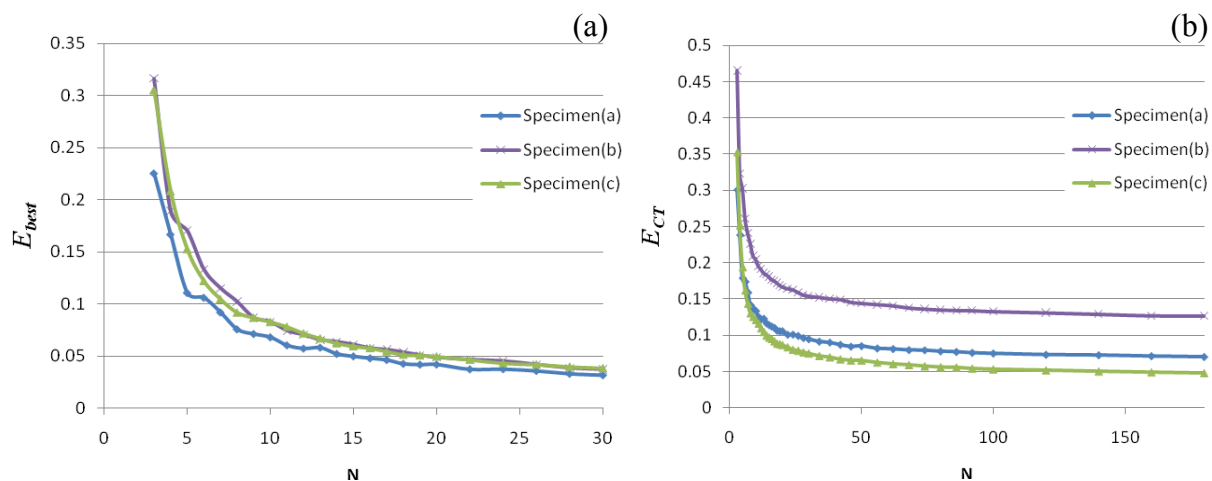 (a)
E_best
0.35
0.3
0.25
0.2
0.15
0.1
0.05
0
0 5 10 15 20 25 30
N
Specimen(a)
Specimen(b)
Specimen(c)
(b)
E_CT
0.5
0.45
0.4
0.35
0.3
0.25
0.2
0.15
0.1
0.05
0
0 50 100 150
N
Specimen(a)
Specimen(b)
Specimen(c)